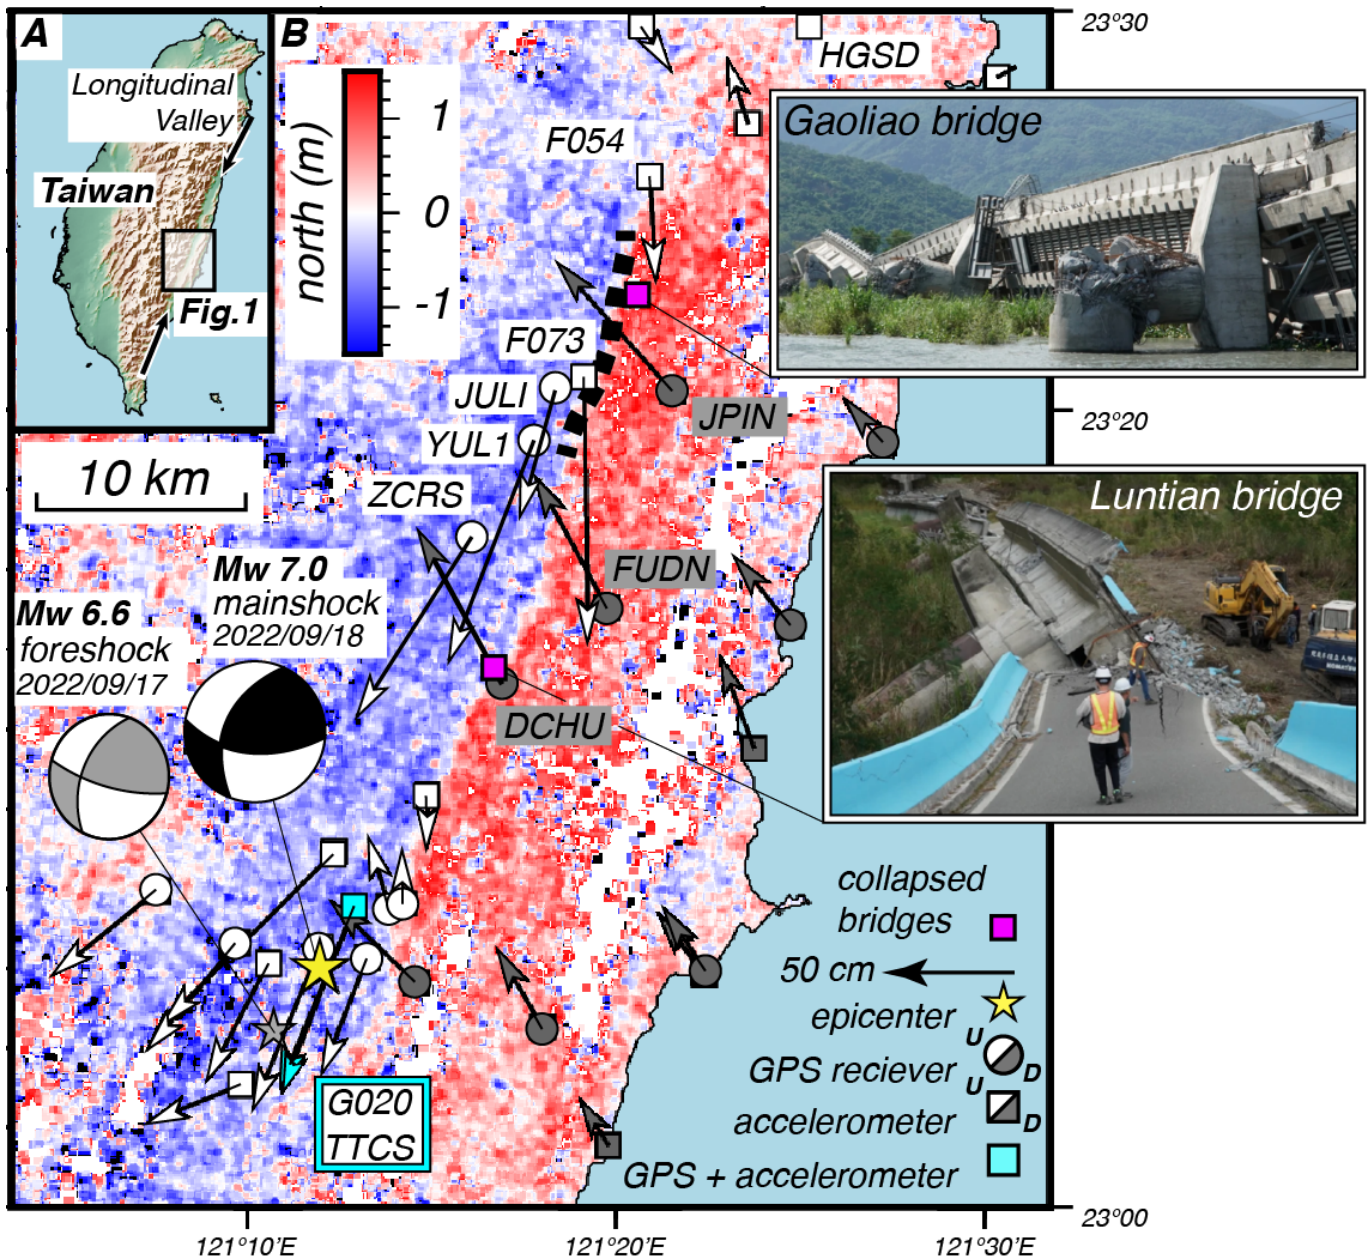 A
Longitudinal
Valley
Taiwan
Fig.1
B
north (m)
1
0
-1
HGSD
F054
F073
JULI
YUL1
ZCRS
JPIN
FUDN
DCHU
10 km
Mw 7.0
mainshock
2022/09/18
Mw 6.6
foreshock
2022/09/17
Gaoliao bridge
Luntian bridge
G020
TTCS
collapsed
bridges
50 cm
epicenter
GPS reciever
U
D
accelerometer
U
D
GPS + accelerometer
23°30
23°20
23°00
121°10'E
121°20'E
121°30'E